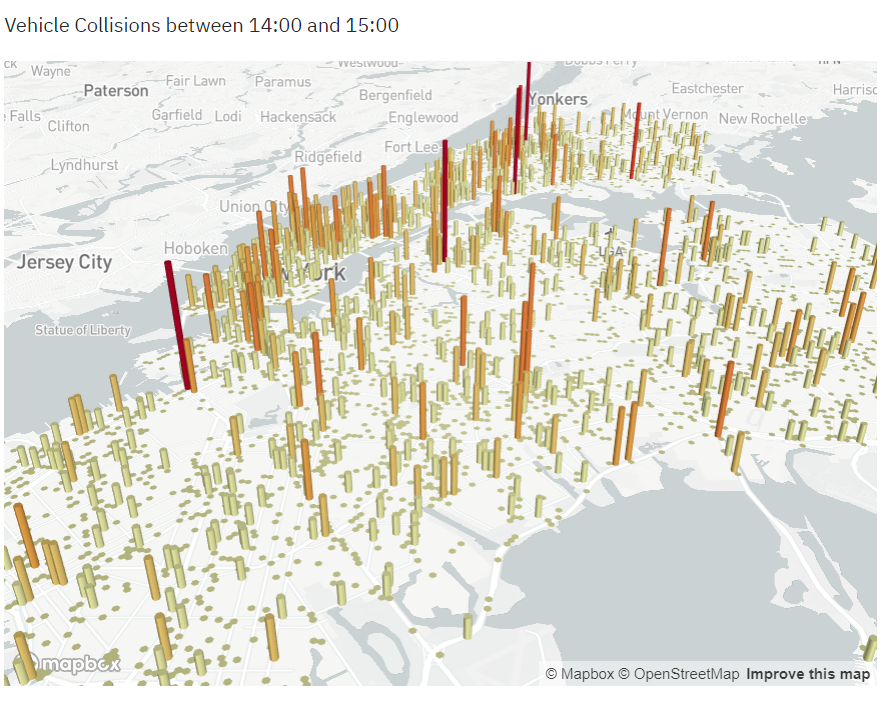 Vehicle Collisions between 14:00 and 15:00
ck
Wayne
Westwood
Dobbs Ferry
Paterson
Fair Lawn
Paramus
Bergenfield
Yonkers
Eastchester
Harrisc
e Falls
Clifton
Garfield
Lodi
Hackensack
Englewood
Mount Vernon
New Rochelle
Lyndhurst
Ridgefield
Fort Lee
Union City
Hoboken
Jersey City
New York
LGA
Statue of Liberty
mapbox
© Mapbox © OpenStreetMap Improve this map